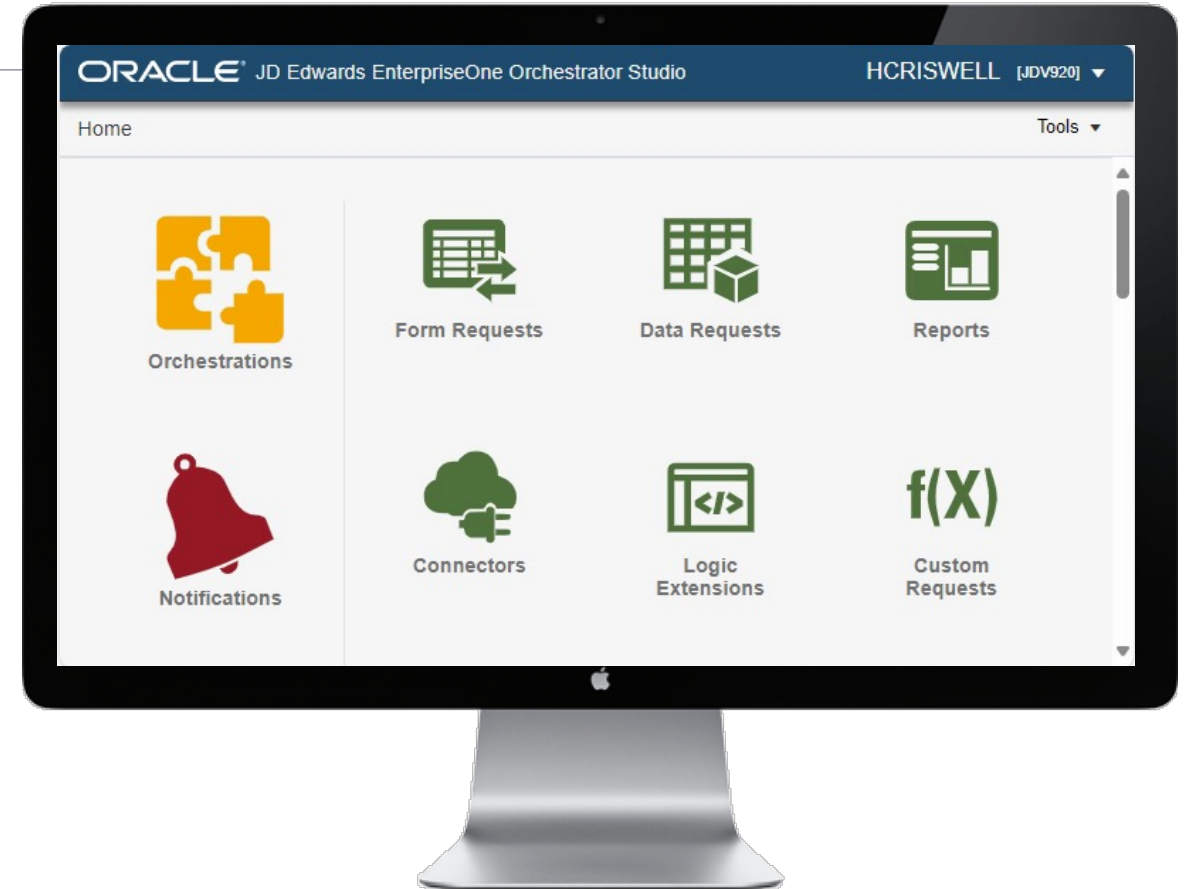 ORACLE® JD Edwards EnterpriseOne Orchestrator Studio HCRISWELL [JDV920]
Home Tools
Form Requests Data Requests Reports
Orchestrations
</>
f(X)
Connectors Logic Extensions Custom Requests
Notifications